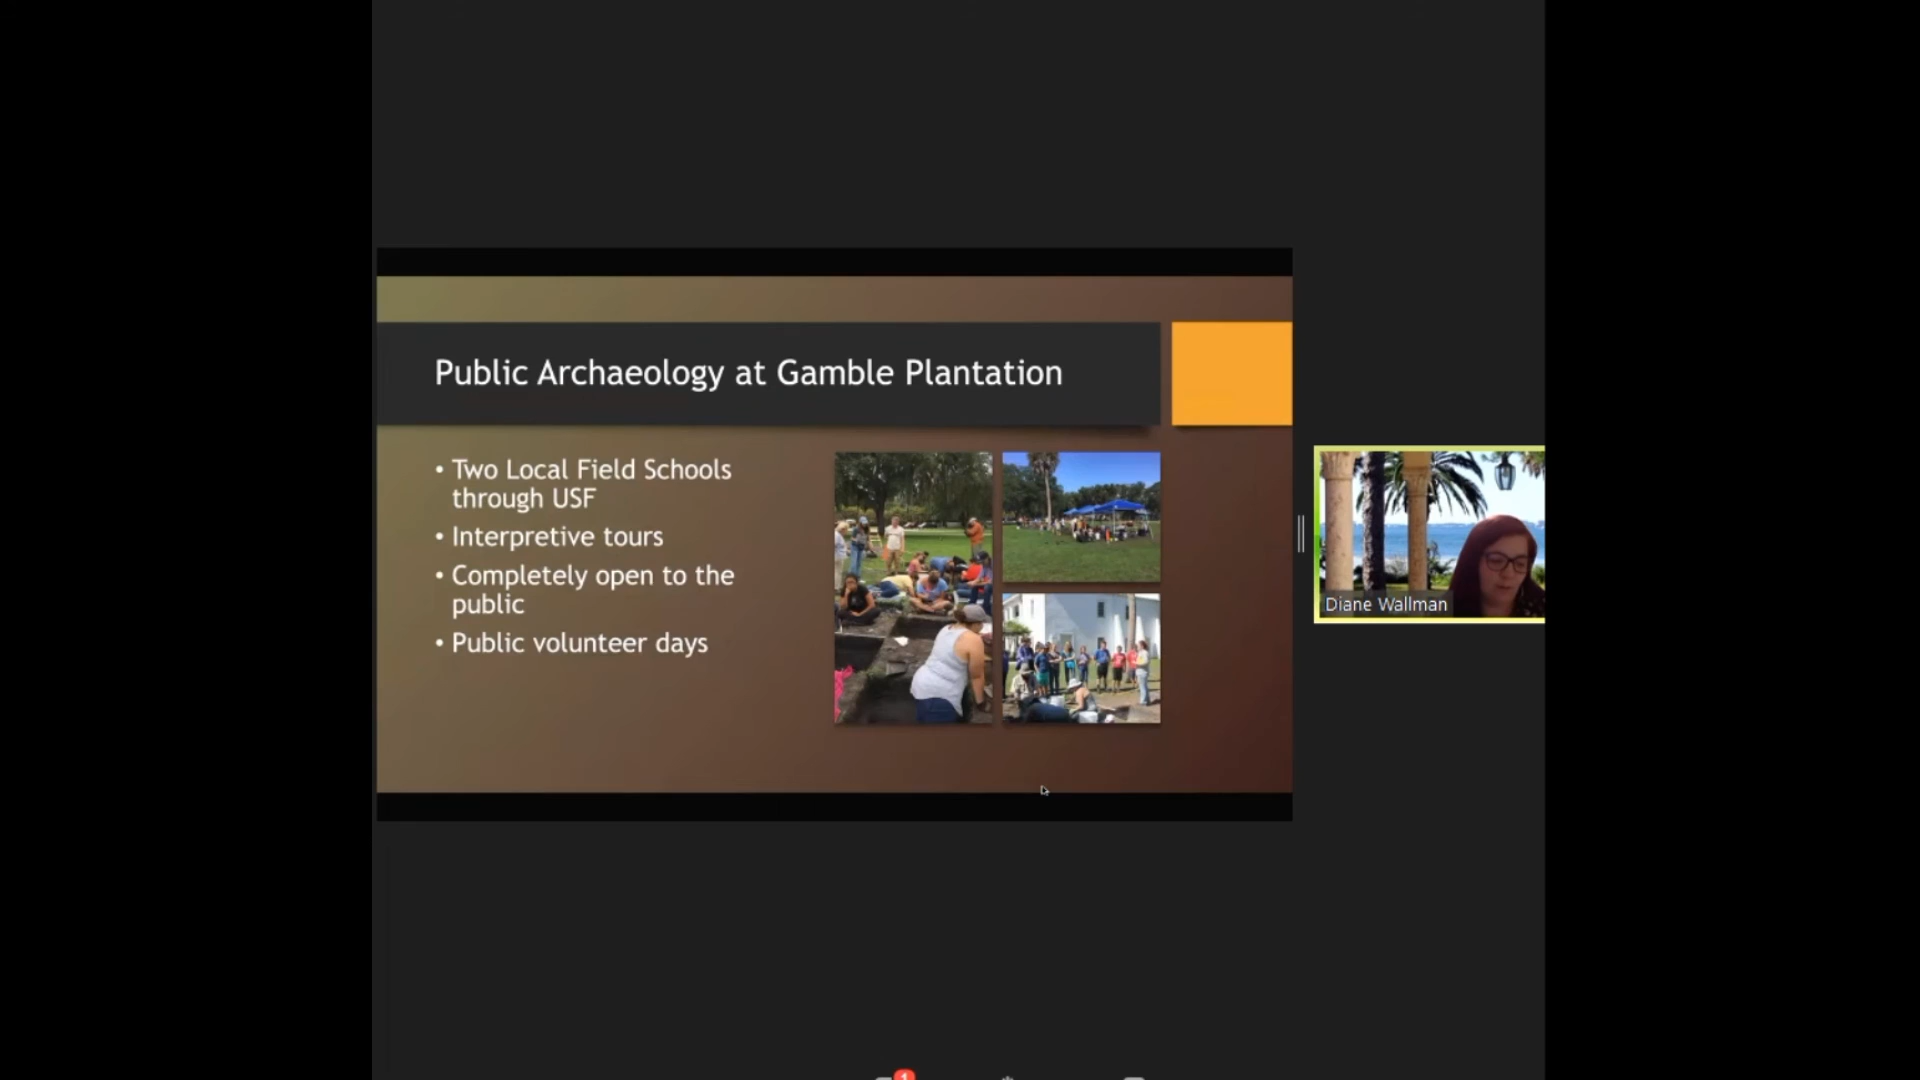 Public Archaeology at Gamble Plantation
• Two Local Field Schools
through USF
• Interpretive tours
• Completely open to the
public
• Public volunteer days
Diane Wallman
1